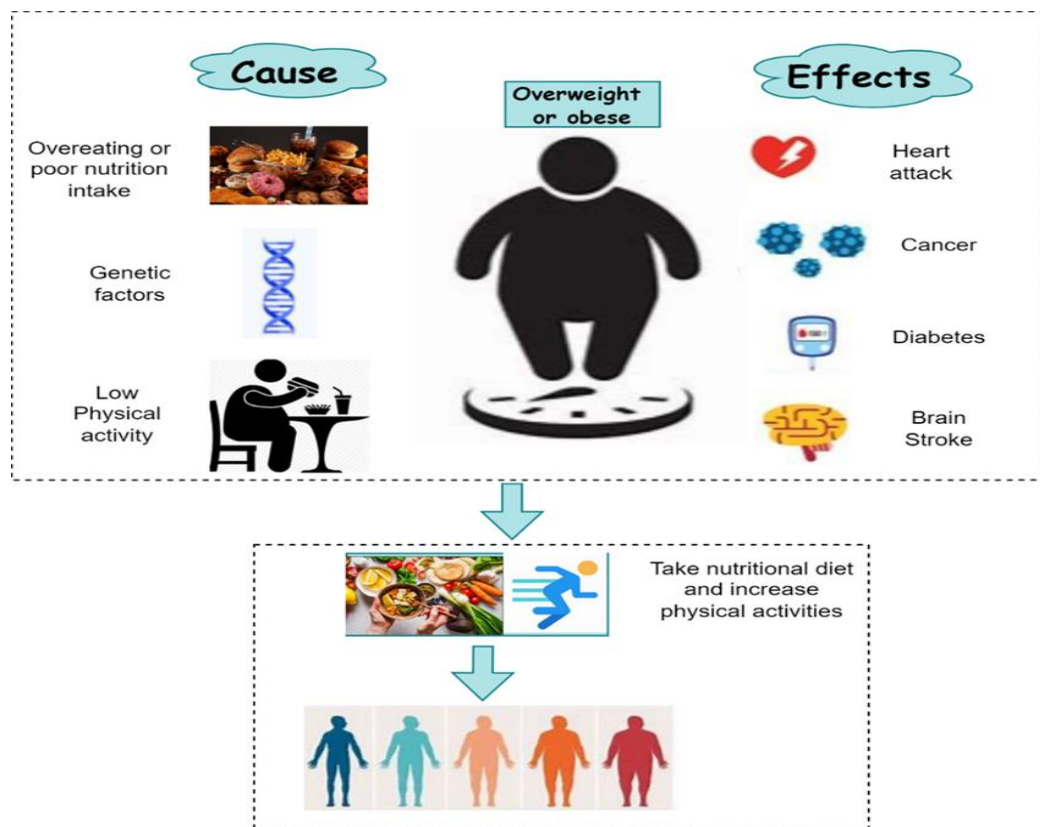 Cause
Overweight
or obese
Effects
Overeating or
poor nutrition
intake
Genetic
factors
Low
Physical
activity
Heart
attack
Cancer
Diabetes
Brain
Stroke
Take nutritional diet
and increase
physical activities